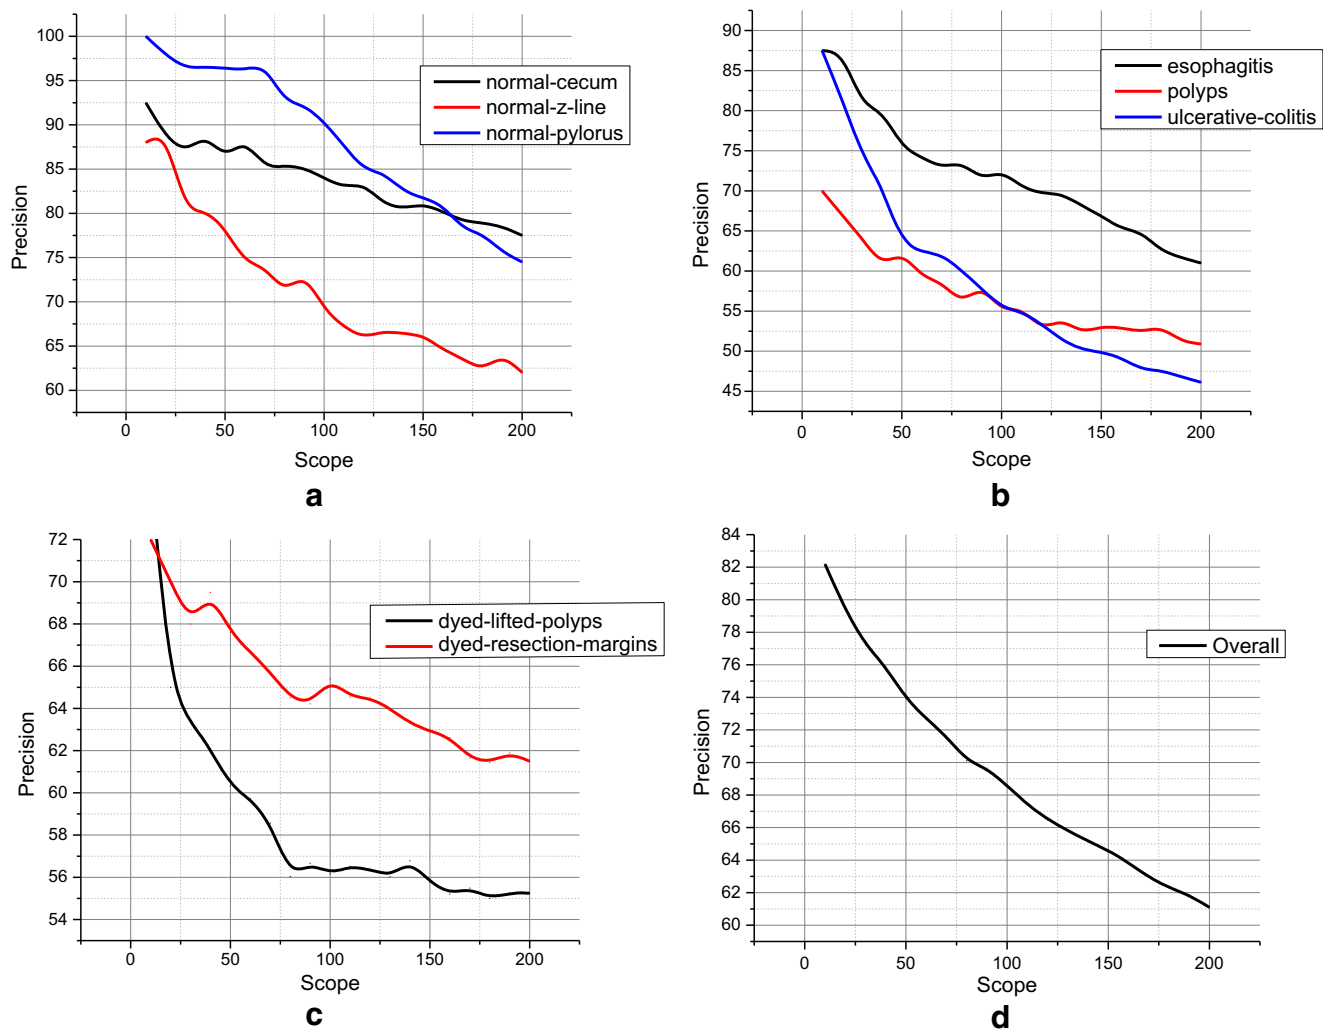 100
95
90
85
80
75
70
65
60
Precision
normal-cecum
normal-z-line
normal-pylorus
0 50 100 150 200
Scope
a
90
85
80
75
70
65
60
55
50
45
Precision
esophagitis
polyps
ulcerative-colitis
0 50 100 150 200
Scope
b
72
70
68
66
64
62
60
58
56
54
Precision
dyed-lifted-polyps
dyed-resection-margins
0 50 100 150 200
Scope
c
84
82
80
78
76
74
72
70
68
66
64
62
60
Precision
Overall
0 50 100 150 200
Scope
d